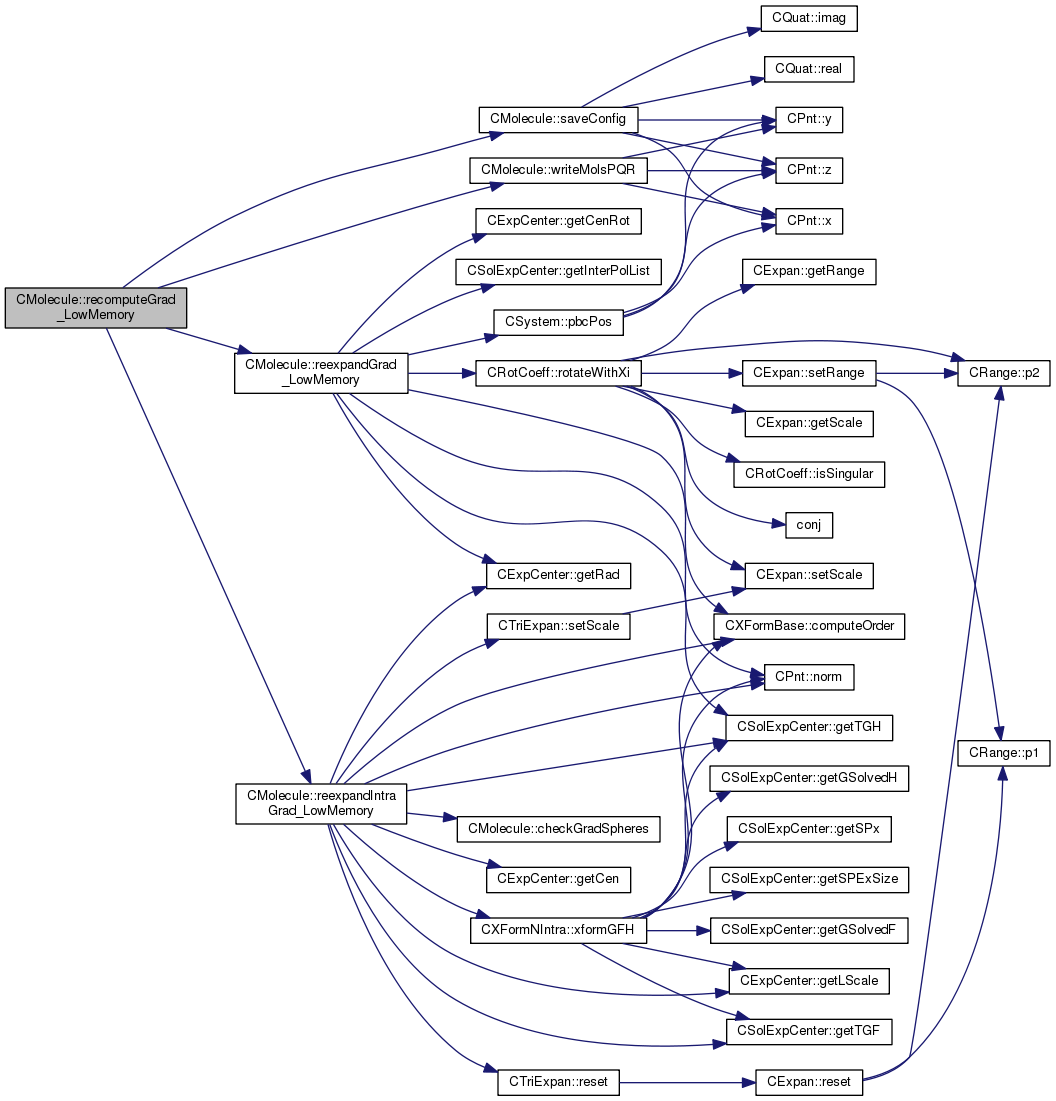 CMolecule::recomputeGrad
_LowMemory
CMolecule::saveConfig
CMolecule::writeMolsPQR
CExpCenter::getCenRot
CSolExpCenter::getInterPolList
CSystem::pbcPos
CMolecule::reexpandGrad
_LowMemory
CRotCoeff::rotateWithXi
CExpCenter::getRad
CTriExpan::setScale
CMolecule::reexpandIntra
Grad_LowMemory
CMolecule::checkGradSpheres
CExpCenter::getCen
CXFormNIntra::xformGFH
CTriExpan::reset
CQuat::imag
CQuat::real
CPnt::y
CPnt::z
CPnt::x
CExpan::getRange
CExpan::setRange
CExpan::getScale
CRotCoeff::isSingular
conj
CExpan::setScale
CXFormBase::computeOrder
CPnt::norm
CSolExpCenter::getTGH
CSolExpCenter::getGSolvedH
CSolExpCenter::getSPx
CSolExpCenter::getSPExSize
CSolExpCenter::getGSolvedF
CExpCenter::getLScale
CSolExpCenter::getTGF
CExpan::reset
CRange::p2
CRange::p1